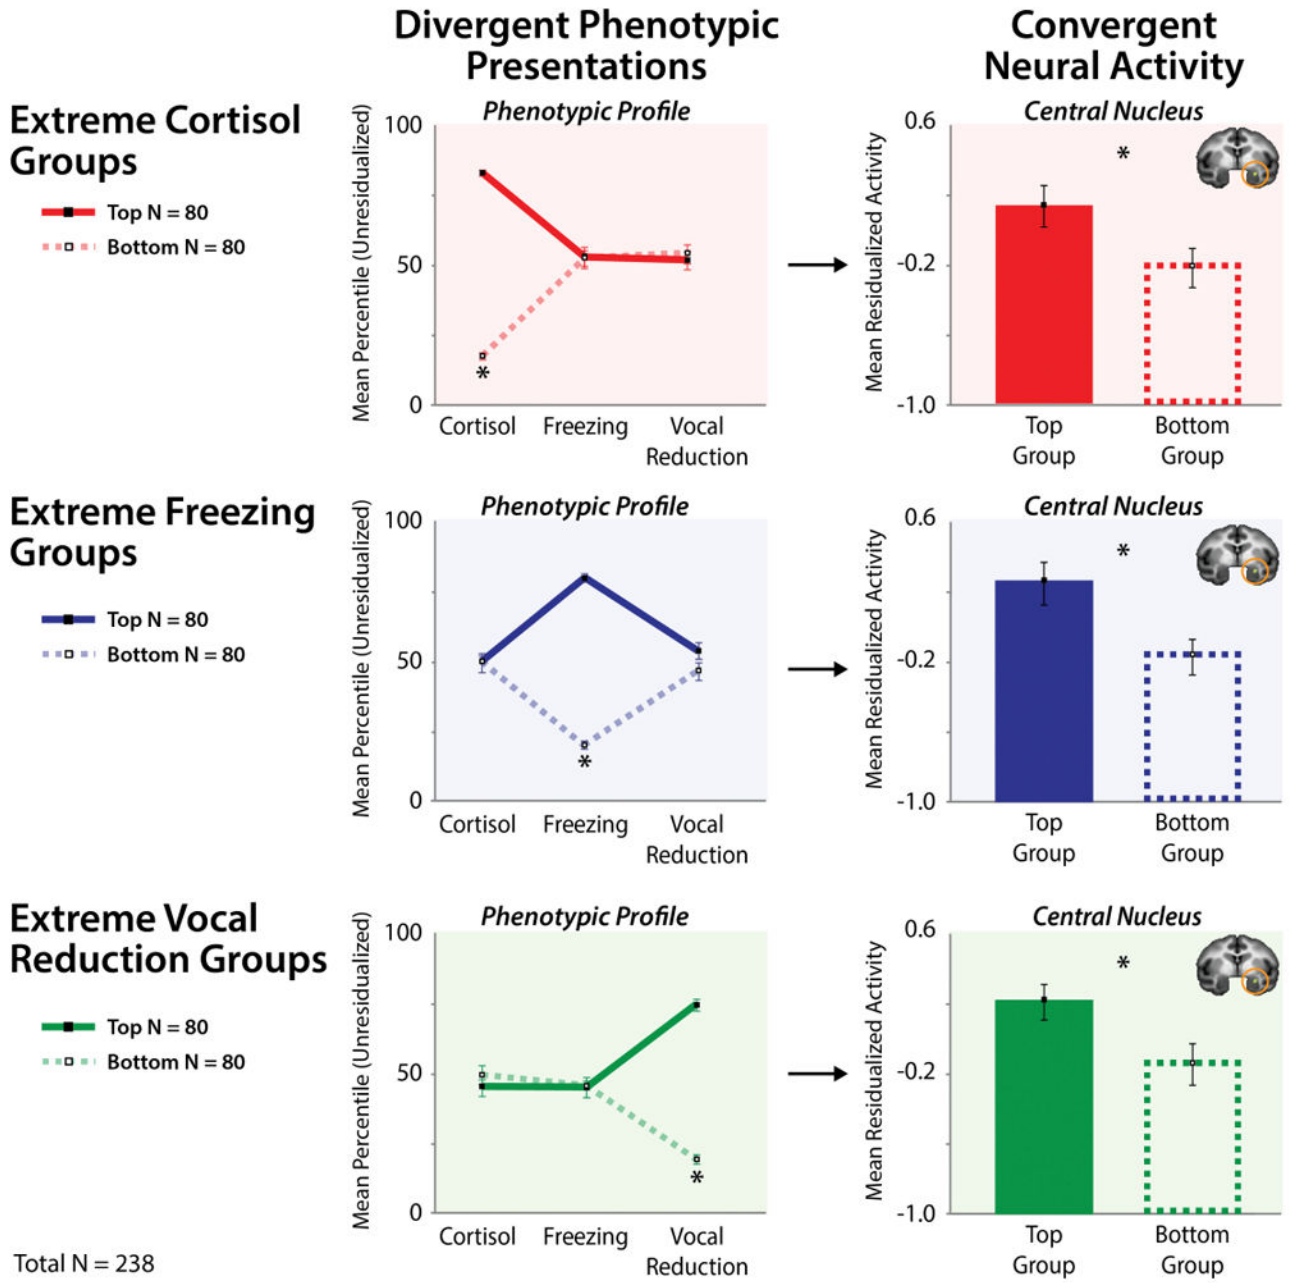 Divergent Phenotypic
Presentations
Convergent
Neural Activity
Extreme Cortisol
Groups
Top N = 80
Bottom N = 80
Phenotypic Profile
Mean Percentile (Unresidualized)
100
50
0
*
Cortisol
Freezing
Vocal
Reduction
Central Nucleus
Mean Residualized Activity
0.6
-0.2
-1.0
*
Top
Group
Bottom
Group
Extreme Freezing
Groups
Top N = 80
Bottom N = 80
Phenotypic Profile
Mean Percentile (Unresidualized)
100
50
0
*
Cortisol
Freezing
Vocal
Reduction
Central Nucleus
Mean Residualized Activity
0.6
-0.2
-1.0
*
Top
Group
Bottom
Group
Extreme Vocal
Reduction Groups
Top N = 80
Bottom N = 80
Phenotypic Profile
Mean Percentile (Unresidualized)
100
50
0
*
Cortisol
Freezing
Vocal
Reduction
Central Nucleus
Mean Residualized Activity
0.6
-0.2
-1.0
*
Top
Group
Bottom
Group
Total N = 238